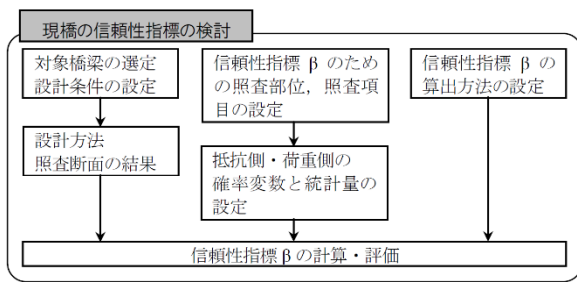 現橋の信頼性指標の検討
対象橋梁の選定
設計条件の設定
信頼性指標 β のため
の照査部位，照査項
目の設定
信頼性指標 β の
算出方法の設定
設計方法
照査断面の結果
抵抗側・荷重側の
確率変数と統計量の
設定
信頼性指標 β の計算・評価